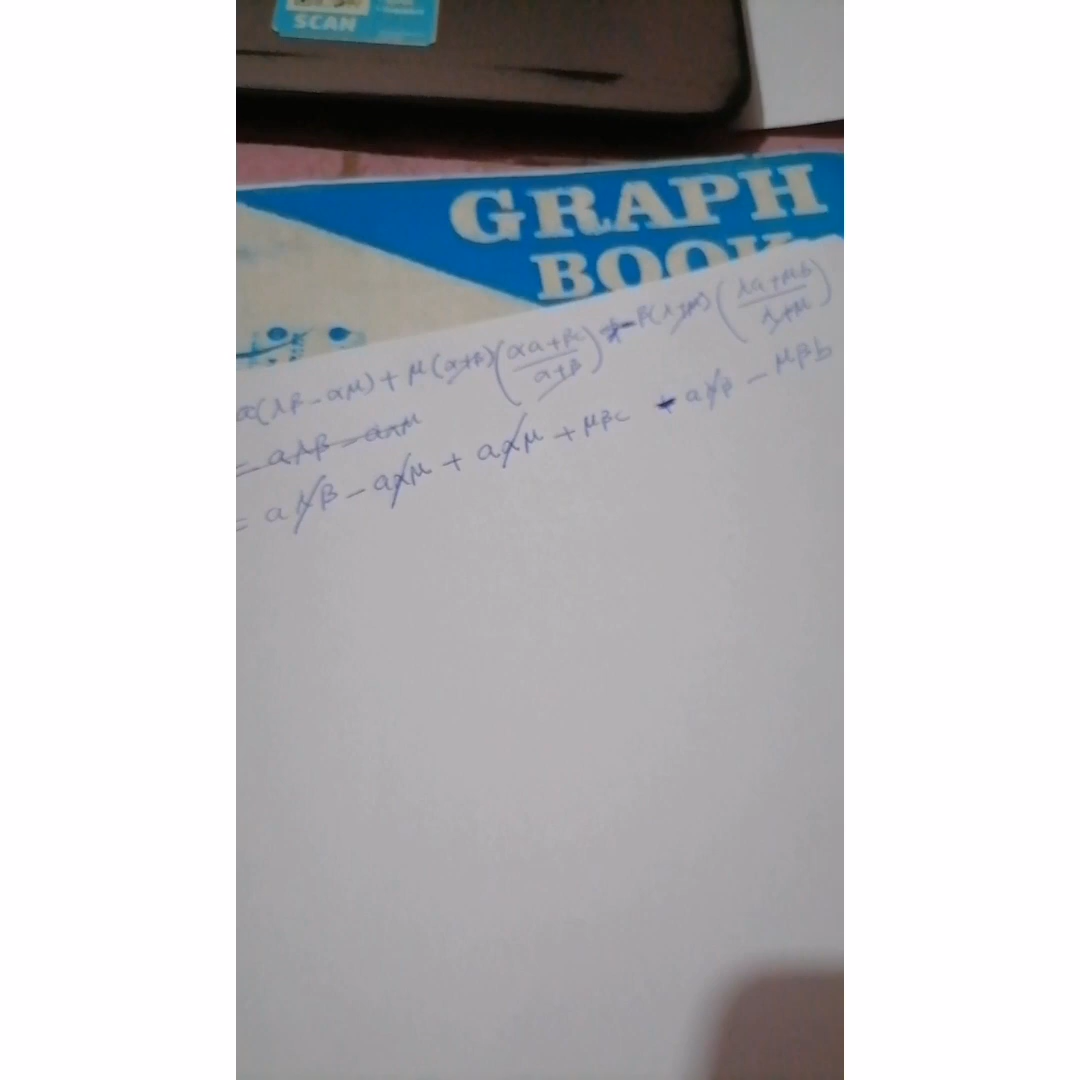 SCAN
GRAPH
BOOK
a(λβ-αμ)+μ(α+β)(αa+βc/α+β)-β(λ+μ)(λa+μb/λ+μ)
= aλβ-aαμ
= aλβ-aαμ+aαμ+μβc-aλβ-μβb